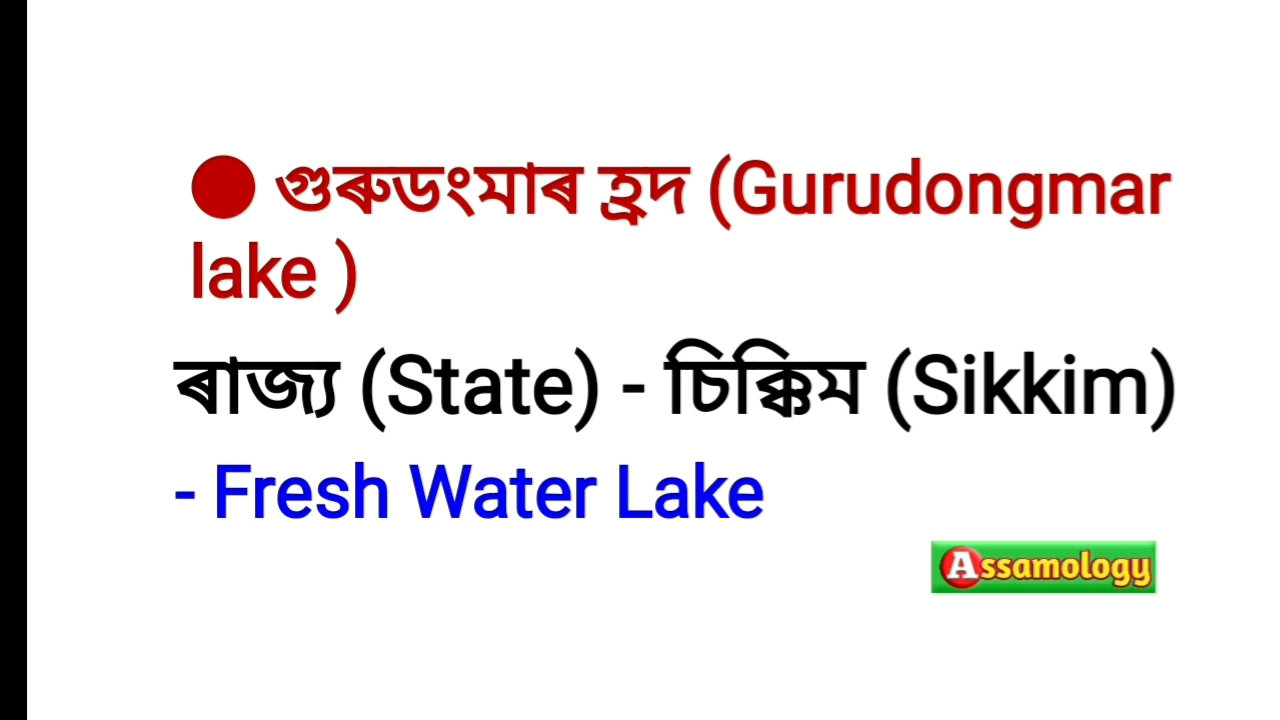 ● গুৰুডংমাৰ হ্ৰদ (Gurudongmar
lake )
ৰাজ্য (State) - চিক্কিম (Sikkim)
- Fresh Water Lake
Assamology